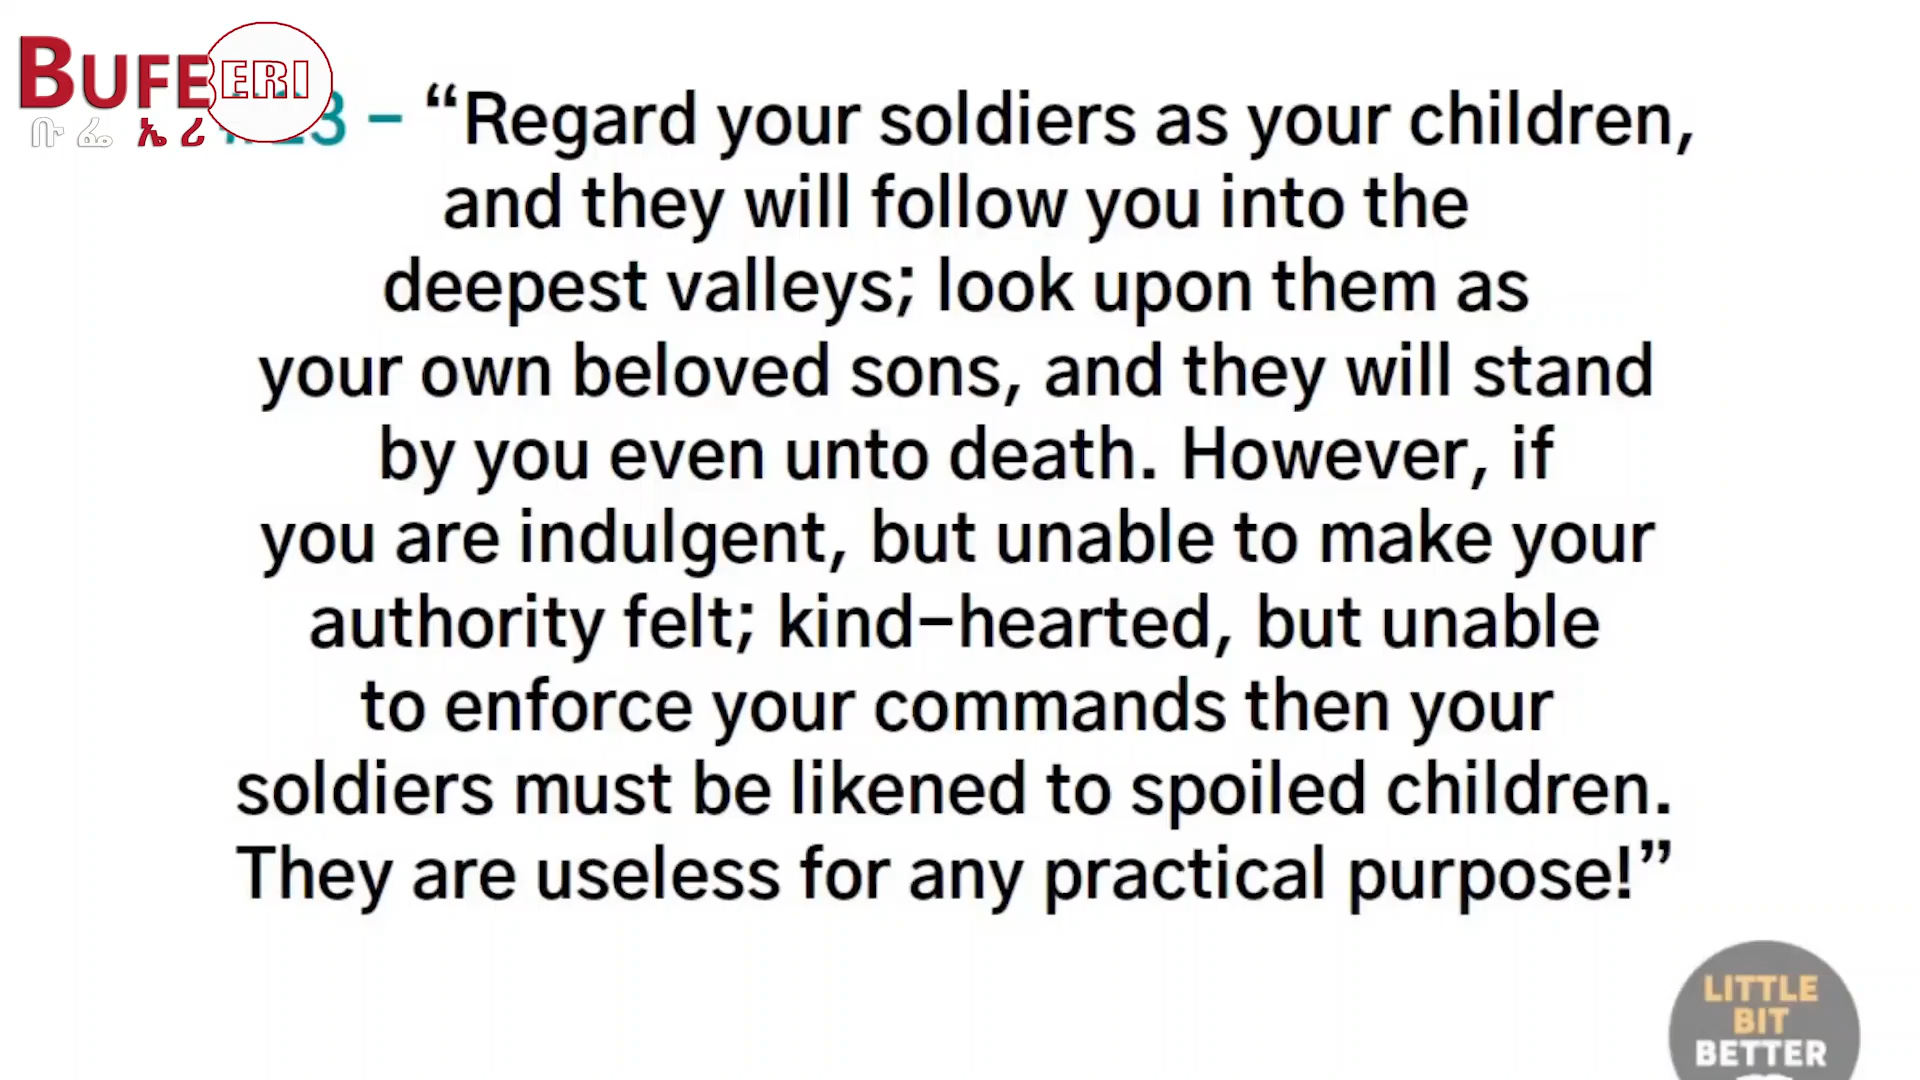 BUFE ERI
ቡፌ ኤሪ
“Regard your soldiers as your children,
and they will follow you into the
deepest valleys; look upon them as
your own beloved sons, and they will stand
by you even unto death. However, if
you are indulgent, but unable to make your
authority felt; kind-hearted, but unable
to enforce your commands then your
soldiers must be likened to spoiled children.
They are useless for any practical purpose!”
LITTLE
BIT
BETTER